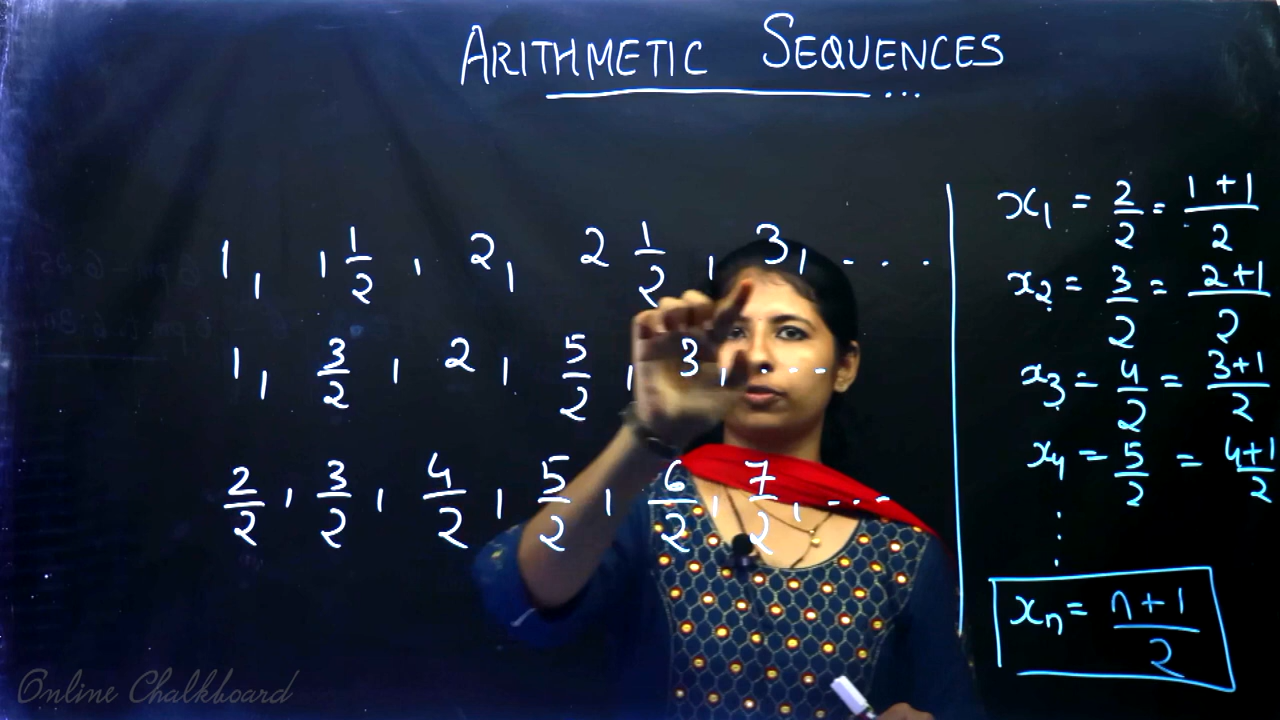 ARITHMETIC SEQUENCES ...
1, 1 1/2, 2, 2 1/2, 3, ....
1, 3/2, 2, 5/2, 3, ....
2/2, 3/2, 4/2, 5/2, 6/2, 7/2, ...
x₁ = 2/2 = (1+1)/2
x₂ = 3/2 = (2+1)/2
x₃ = 4/2 = (3+1)/2
x₄ = 5/2 = (4+1)/2
⋮
xₙ = (n+1)/2
Online Chalkboard